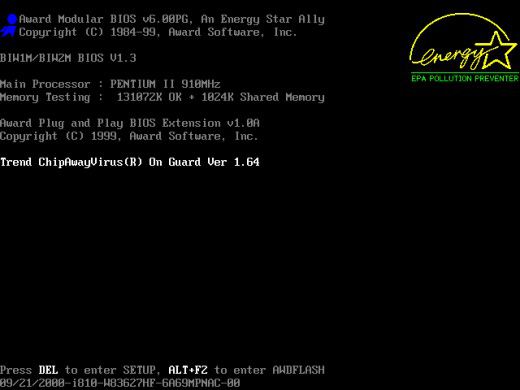 Award Modular BIOS v6.00PG, An Energy Star Ally
Copyright (C) 1984-99, Award Software, Inc.
BIW1M/BIW2M BIOS V1.3
Main Processor : PENTIUM II 910MHz
Memory Testing :  131072K OK + 1024K Shared Memory
Award Plug and Play BIOS Extension v1.0A
Copyright (C) 1999, Award Software, Inc.
Trend ChipAwayVirus(R) On Guard Ver 1.64
energy
EPA POLLUTION PREVENTER
Press DEL to enter SETUP, ALT+F2 to enter AWDFLASH
09/21/2000-i810-W83627HF-6A69MPNAC-00